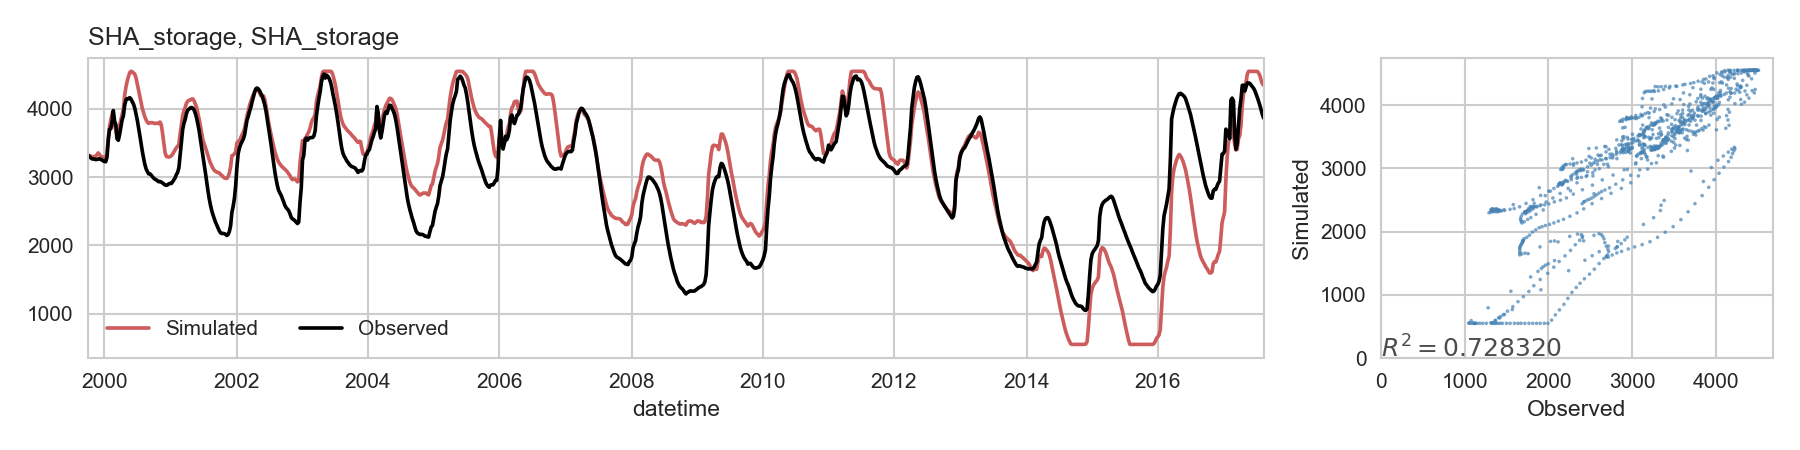 SHA_storage, SHA_storage
4000
3000
2000
1000
Simulated
Observed
2000 2002 2004 2006 2008 2010 2012 2014 2016
datetime
Simulated
4000
3000
2000
1000
0
R² = 0.728320
0 1000 2000 3000 4000
Observed